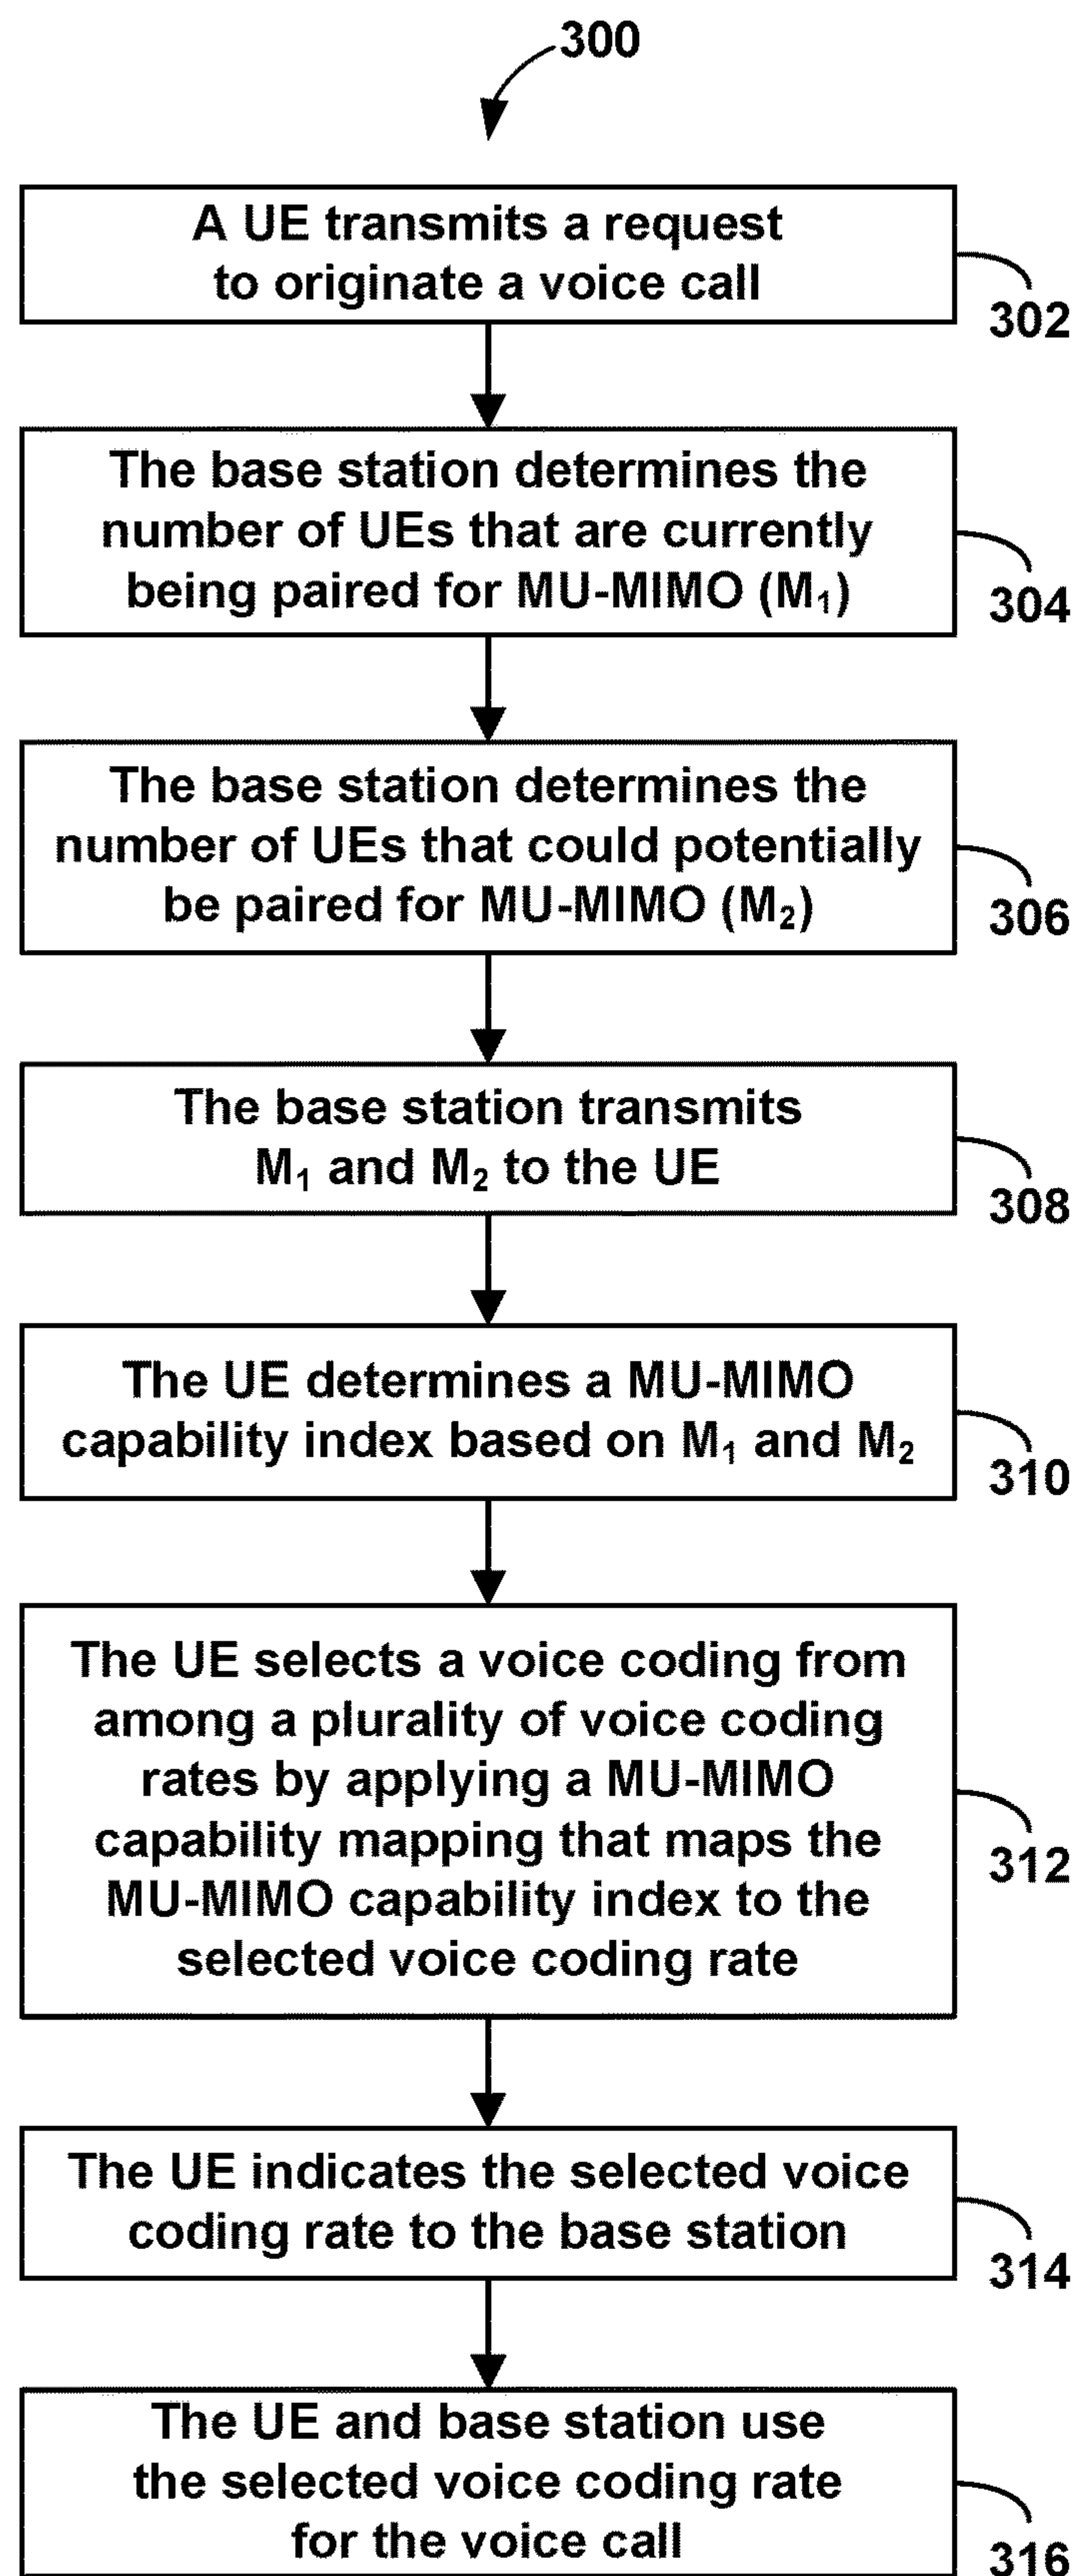 300
A UE transmits a request
to originate a voice call
302
The base station determines the
number of UEs that are currently
being paired for MU-MIMO (M₁)
304
The base station determines the
number of UEs that could potentially
be paired for MU-MIMO (M₂)
306
The base station transmits
M₁ and M₂ to the UE
308
The UE determines a MU-MIMO
capability index based on M₁ and M₂
310
The UE selects a voice coding from
among a plurality of voice coding
rates by applying a MU-MIMO
capability mapping that maps the
MU-MIMO capability index to the
selected voice coding rate
312
The UE indicates the selected voice
coding rate to the base station
314
The UE and base station use
the selected voice coding rate
for the voice call
316